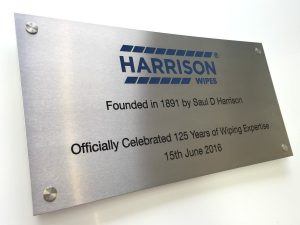 HARRISON®
WIPES
Founded in 1891 by Saul D Harrison
Officially Celebrated 125 Years of Wiping Expertise
15th June 2016